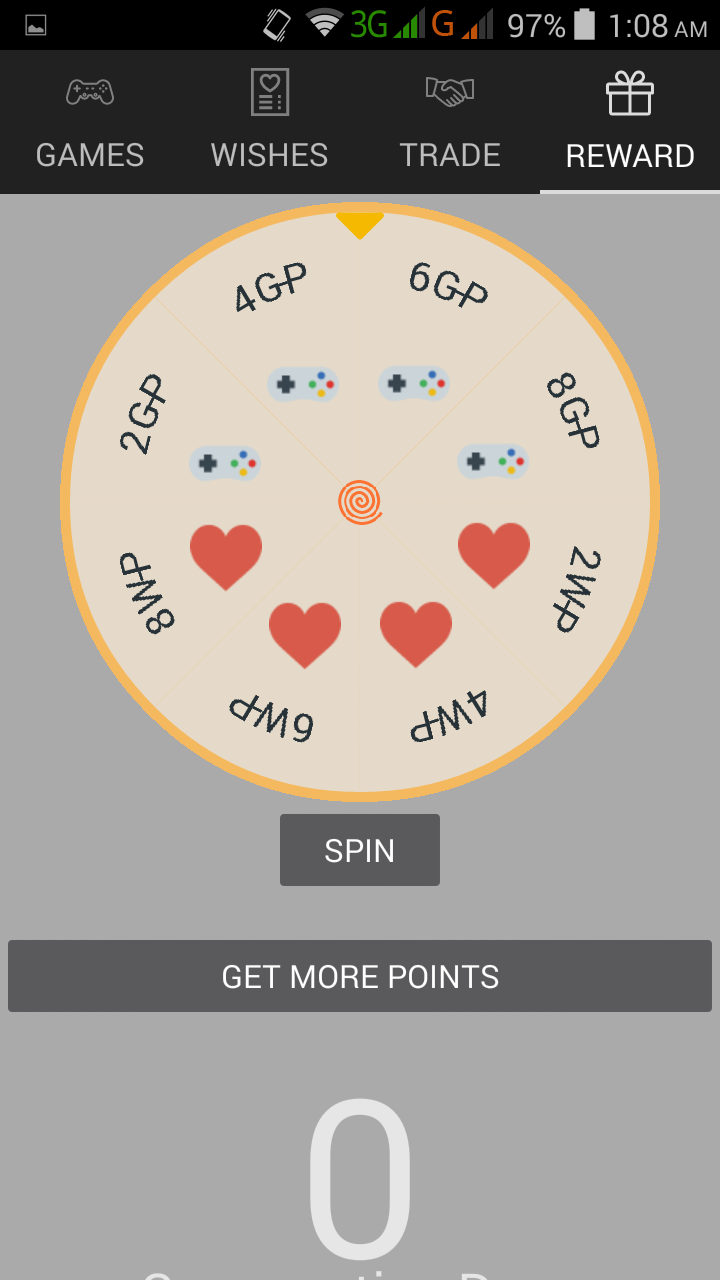 3G G 97% 1:08 AM
GAMES WISHES TRADE REWARD
4GP 6GP
2GP 8GP
8WP 2WP
6WP 4WP
SPIN
GET MORE POINTS
0